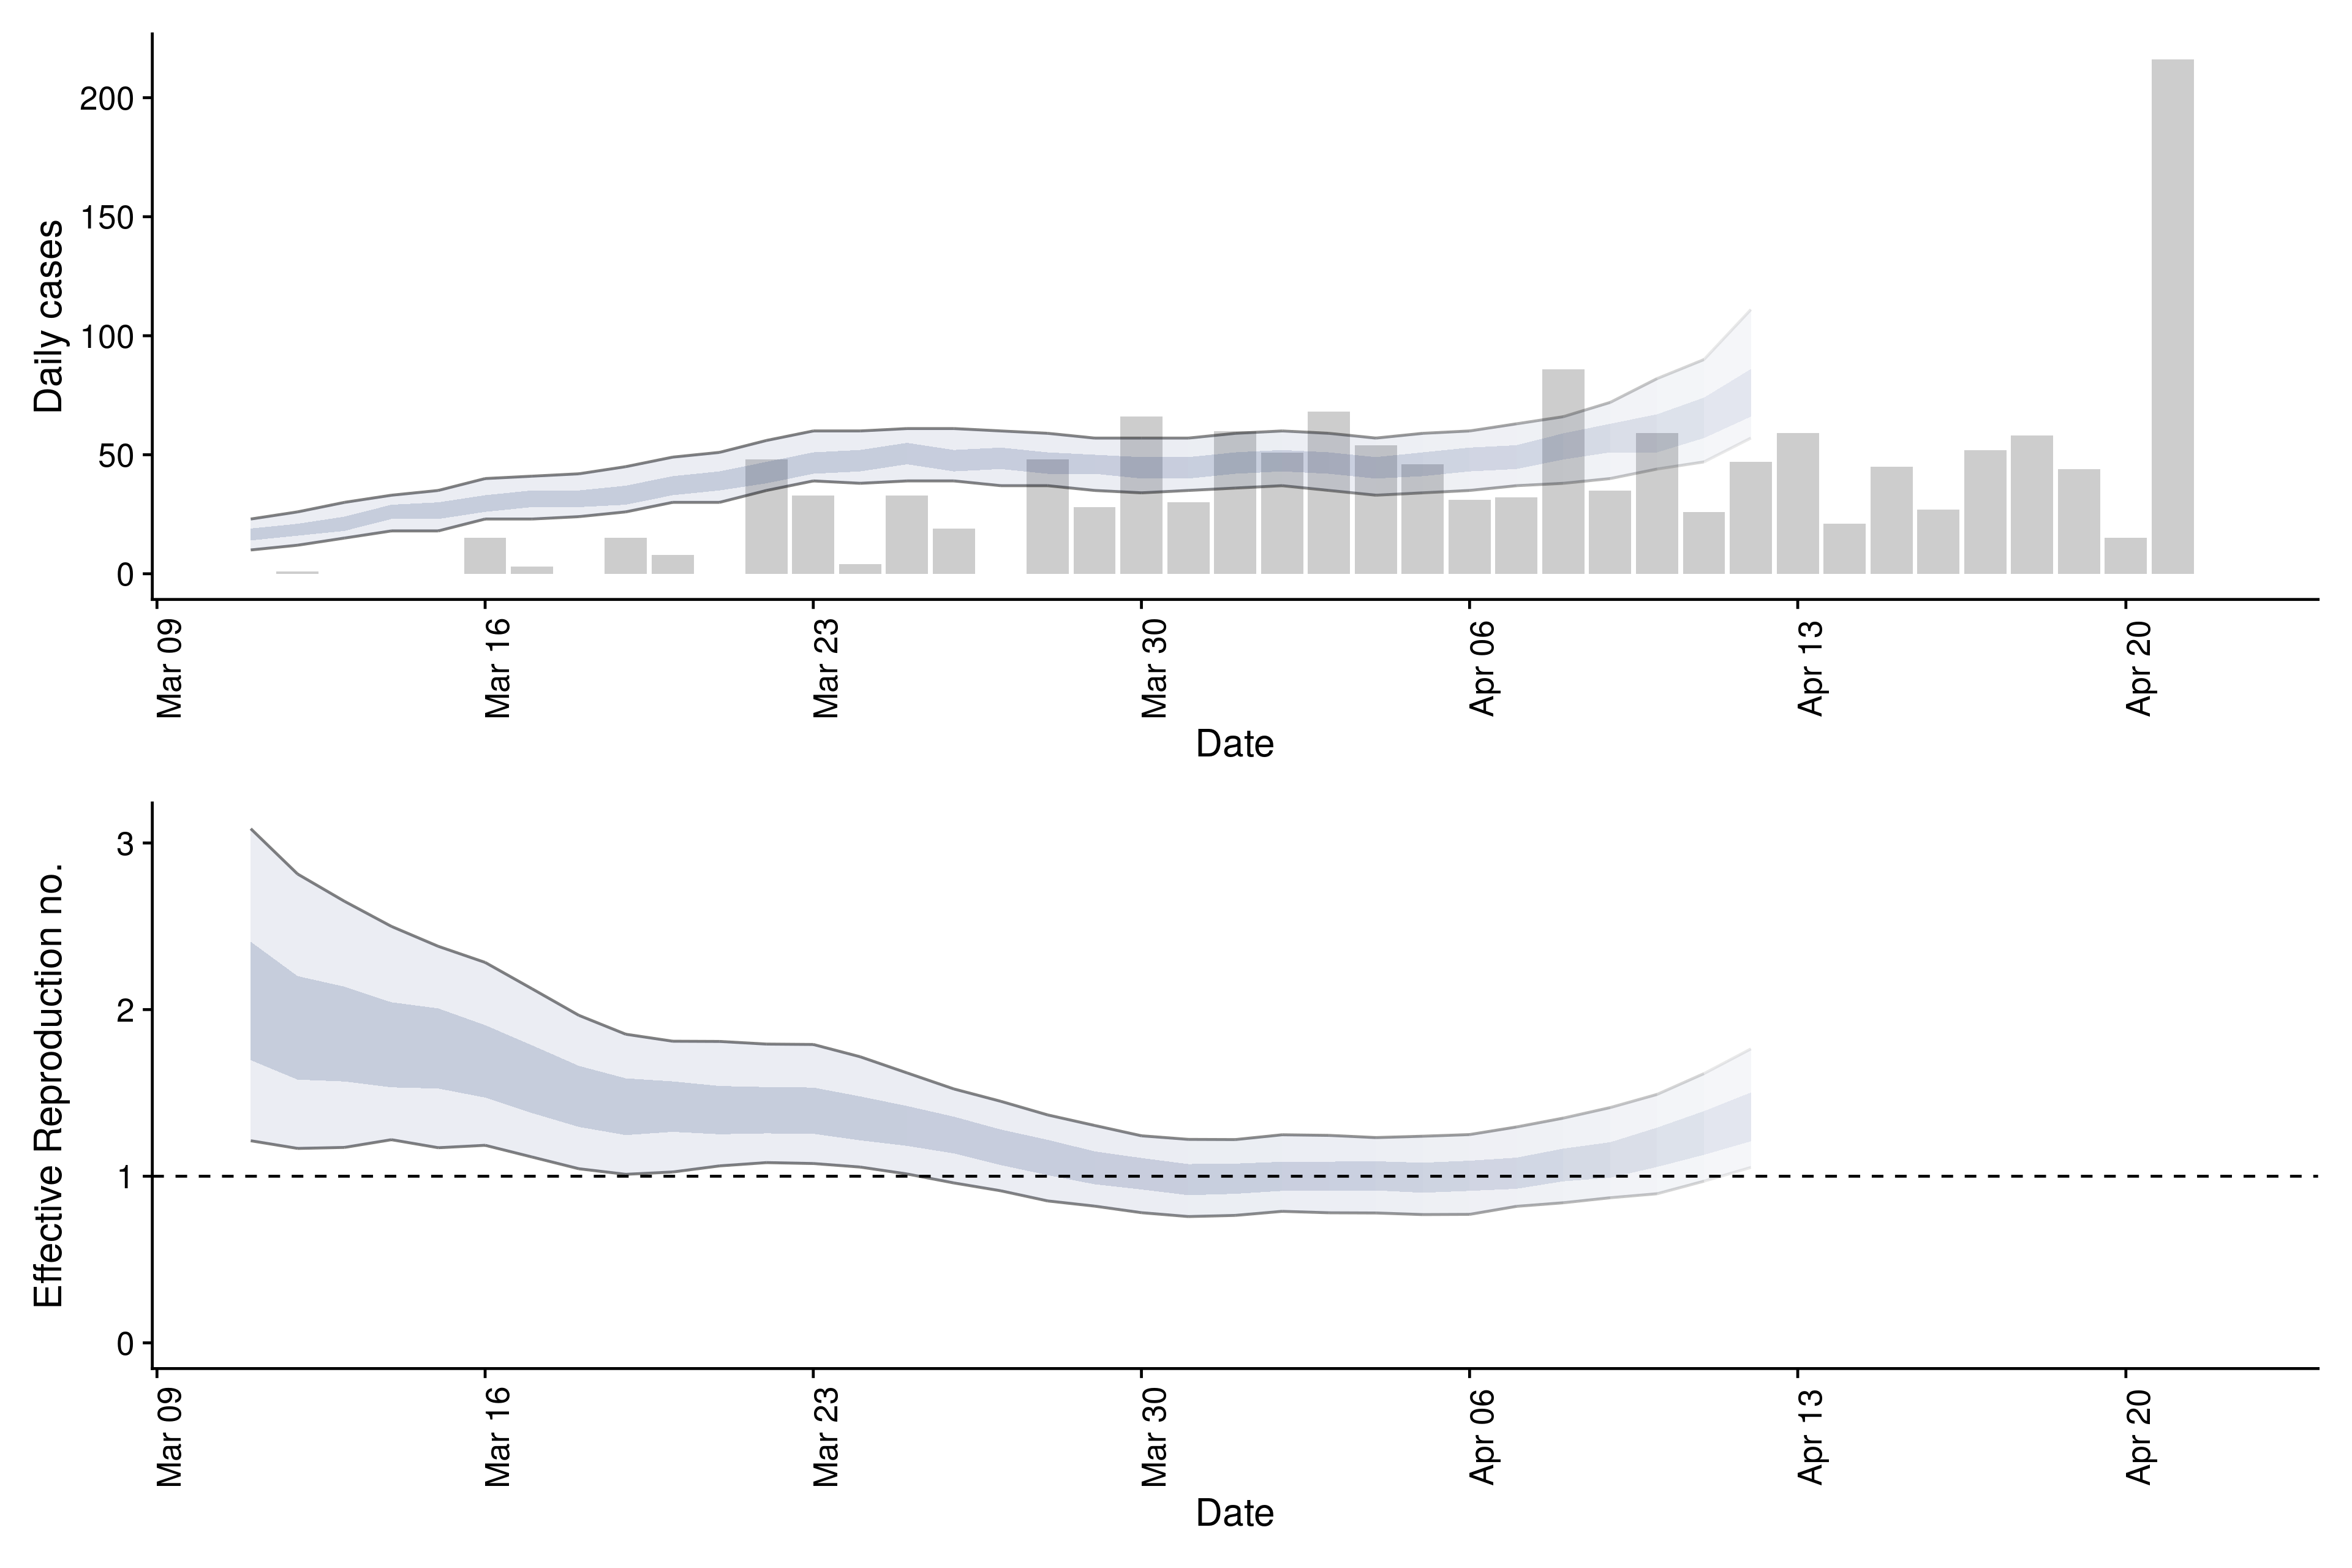 Daily cases
200
150
100
50
0
Mar 09
Mar 16
Mar 23
Mar 30
Apr 06
Apr 13
Apr 20
Date
Effective Reproduction no.
3
2
1
0
Mar 09
Mar 16
Mar 23
Mar 30
Apr 06
Apr 13
Apr 20
Date